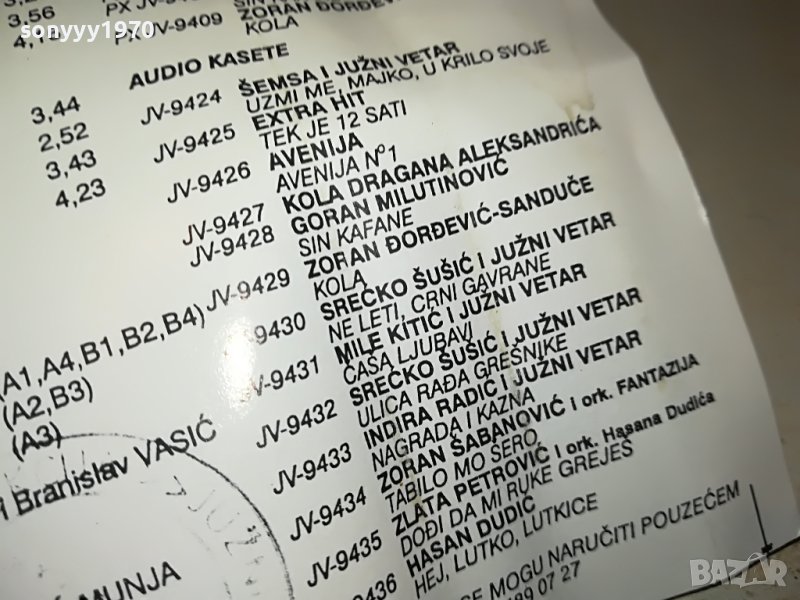 sonyyy1970
3,56
4,1
PX JV-9409
ZORAN ĐORĐEVIĆ
KOLA
AUDIO KASETE
JV-9424 ŠEMSA I JUŽNI VETAR
UZMI ME, MAJKO, U KRILO SVOJE
JV-9425 EXTRA HIT
TEK JE 12 SATI
JV-9426 AVENIJA
AVENIJA Nº1
JV-9427 KOLA DRAGANA ALEKSANDRIĆA
JV-9428 GORAN MILUTINOVIĆ
SIN KAFANE
JV-9429 ZORAN ĐORĐEVIĆ-SANDUČE
KOLA
-9430 SREĆKO ŠUŠIĆ I JUŽNI VETAR
NE LETI, CRNI GAVRANE
V-9431 MILE KITIĆ I JUŽNI VETAR
ČAŠA LJUBAVI
JV-9432 SREĆKO ŠUŠIĆ I JUŽNI VETAR
ULICA RAĐA GREŠNIKE
JV-9433 INDIRA RADIĆ I JUŽNI VETAR
NAGRADA I KAZNA
JV-9434 ZORAN ŠABANOVIĆ I ork. FANTAZIJA
TABILO MO ŠERO
JV-9435 ZLATA PETROVIĆ I ork. Hasana Dudića
DOĐI DA MI RUKE GREJEŠ
9436 HASAN DUDIĆ
HEJ, LUTKO, LUTKICE
SE MOGU NARUČITI POUZEĆEM
489 07 27
3,44
2,52
3,43
4,23
(A1,A4,B1,B2,B4)
(A2,B3)
(A3)
I Branislav VASIĆ
MUNJA
JUŽ
BAZAR
bazar.bg